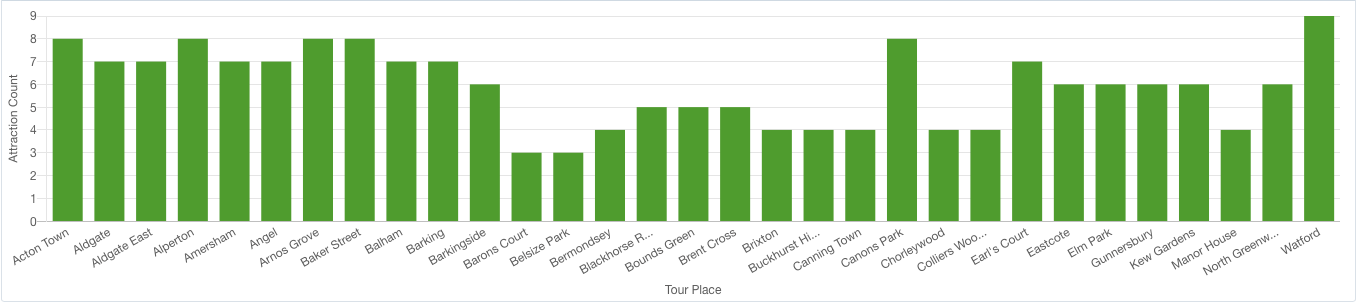 9
8
7
6
5
4
3
2
1
0
Attraction Count
Acton Town
Aldgate
Aldgate East
Alperton
Amersham
Angel
Arnos Grove
Baker Street
Balham
Barking
Barkingside
Barons Court
Belsize Park
Bermondsey
Blackhorse R...
Bounds Green
Brent Cross
Brixton
Buckhurst Hi...
Canning Town
Canons Park
Chorleywood
Colliers Woo...
Earl's Court
Eastcote
Elm Park
Gunnersbury
Kew Gardens
Manor House
North Greenw...
Watford
Tour Place